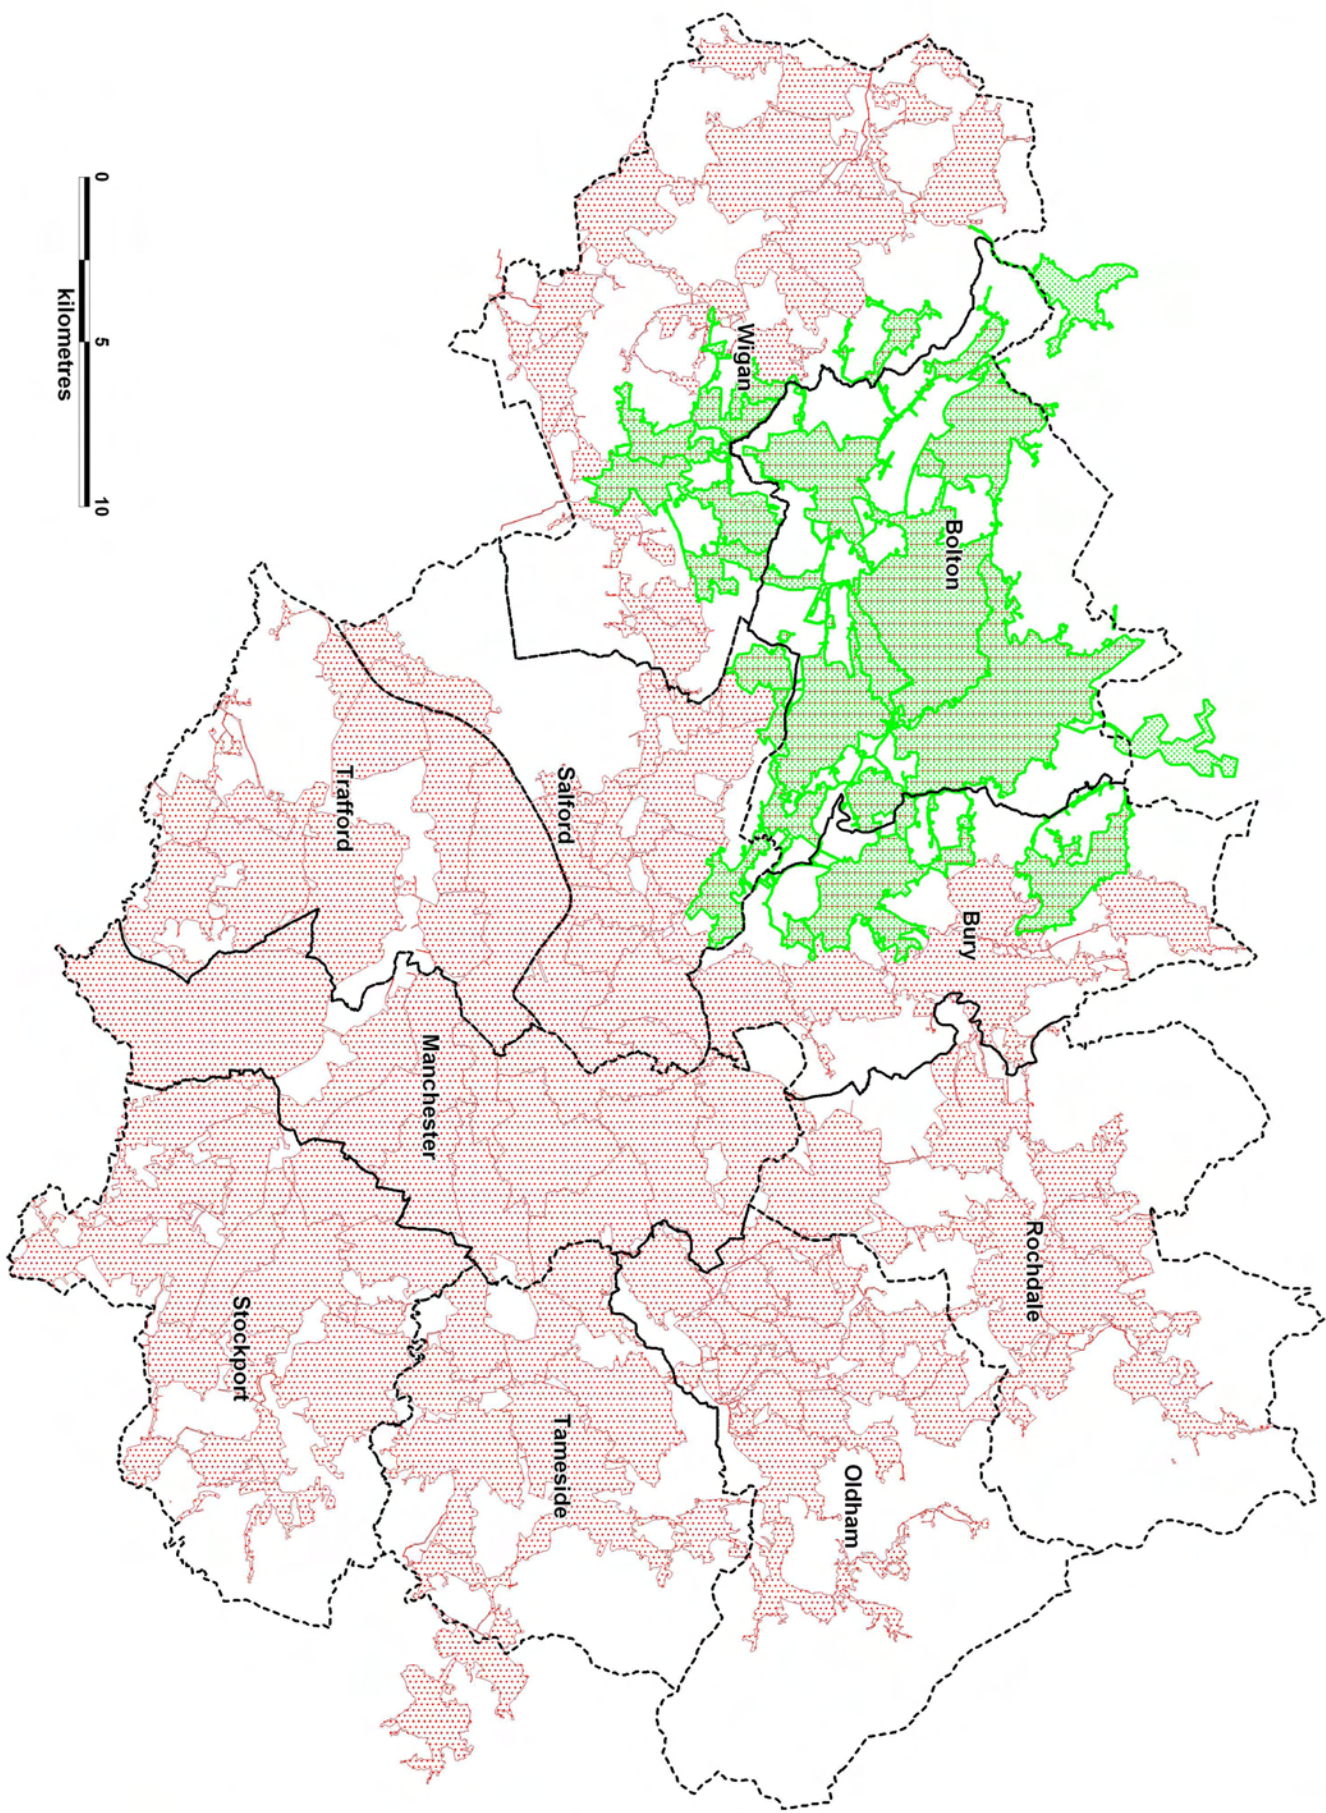 Wigan
Bolton
Bury
Rochdale
Salford
Trafford
Manchester
Oldham
Tameside
Stockport
0 5 10
kilometres